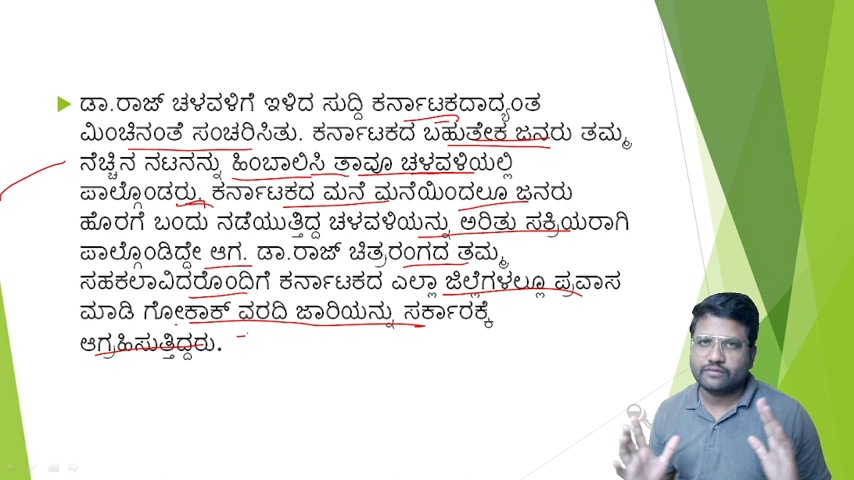 ಡಾ.ರಾಜ್ ಚಳವಳಿಗೆ ಇಳಿದ ಸುದ್ದಿ ಕರ್ನಾಟಕದಾದ್ಯಂತ
ಮಿಂಚಿನಂತೆ ಸಂಚರಿಸಿತು. ಕರ್ನಾಟಕದ ಬಹುತೇಕ ಜನರು ತಮ್ಮ
ನೆಚ್ಚಿನ ನಟನನ್ನು ಹಿಂಬಾಲಿಸಿ ತಾವೂ ಚಳವಳಿಯಲ್ಲಿ
ಪಾಲ್ಗೊಂಡರು. ಕರ್ನಾಟಕದ ಮನೆ ಮನೆಯಿಂದಲೂ ಜನರು
ಹೊರಗೆ ಬಂದು ನಡೆಯುತ್ತಿದ್ದ ಚಳವಳಿಯನ್ನು ಅರಿತು ಸಕ್ರಿಯರಾಗಿ
ಪಾಲ್ಗೊಂಡಿದ್ದೇ ಆಗ. ಡಾ.ರಾಜ್ ಚಿತ್ರರಂಗದ ತಮ್ಮ
ಸಹಕಲಾವಿದರೊಂದಿಗೆ ಕರ್ನಾಟಕದ ಎಲ್ಲಾ ಜಿಲ್ಲೆಗಳಲ್ಲೂ ಪ್ರವಾಸ
ಮಾಡಿ ಗೋಕಾಕ್ ವರದಿ ಜಾರಿಯನ್ನು ಸರ್ಕಾರಕ್ಕೆ
ಆಗ್ರಹಿಸುತ್ತಿದ್ದರು.